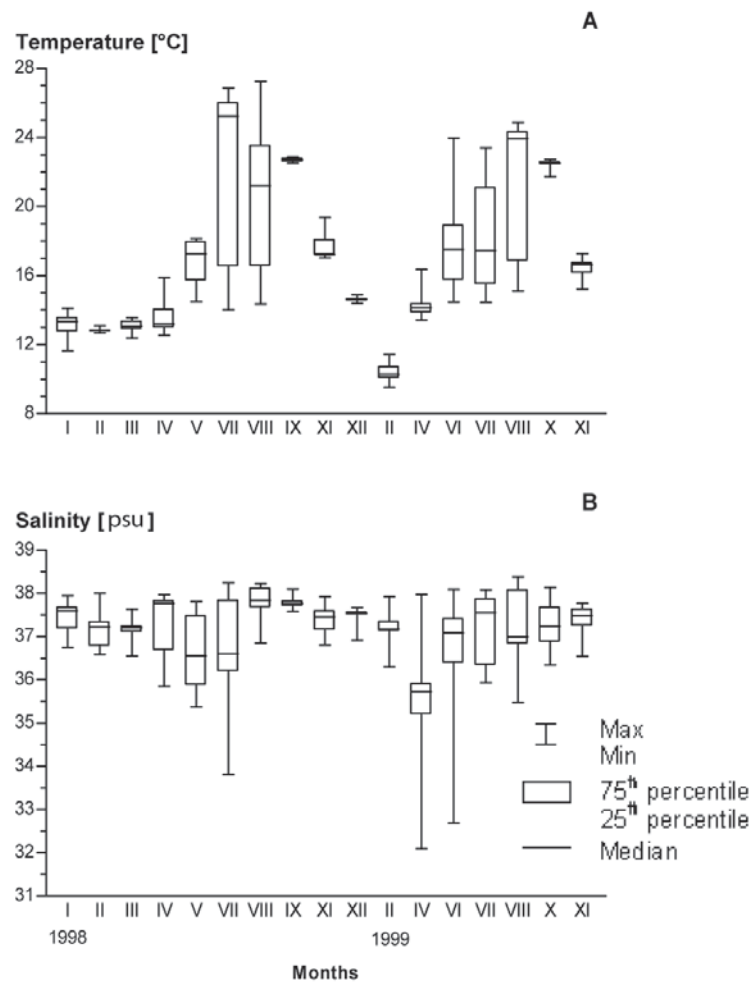 A
Temperature [°C]
28
24
20
16
12
8
I II III IV V VII VIII IX XI XII II IV VI VII VIII X XI
B
Salinity [psu]
39
38
37
36
35
34
33
32
31
Max
Min
75th percentile
25th percentile
Median
I II III IV V VII VIII IX XI XII II IV VI VII VIII X XI
1998 1999
Months